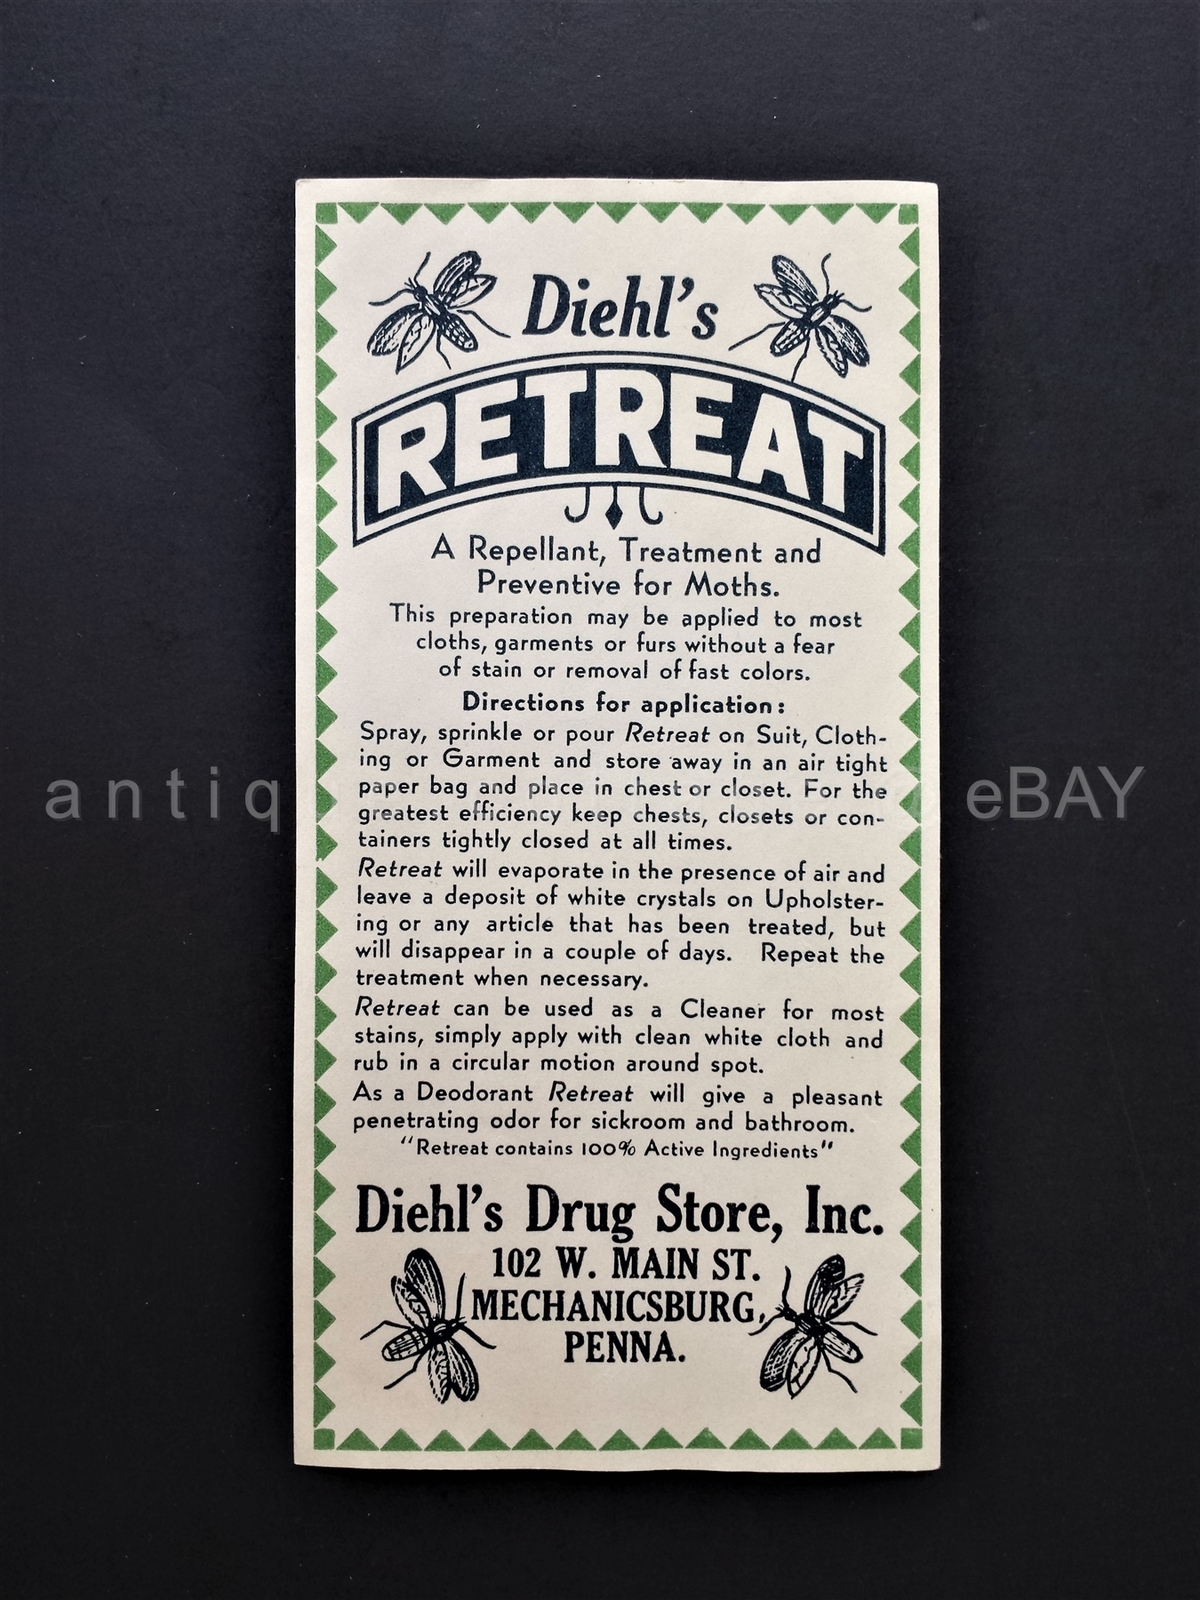 Diehl's
RETREAT
A Repellant, Treatment and
Preventive for Moths.
This preparation may be applied to most
cloths, garments or furs without a fear
of stain or removal of fast colors.
Directions for application:
Spray, sprinkle or pour Retreat on Suit, Cloth-
ing or Garment and store away in an air tight
paper bag and place in chest or closet. For the
greatest efficiency keep chests, closets or con-
tainers tightly closed at all times.
Retreat will evaporate in the presence of air and
leave a deposit of white crystals on Upholster-
ing or any article that has been treated, but
will disappear in a couple of days. Repeat the
treatment when necessary.
Retreat can be used as a Cleaner for most
stains, simply apply with clean white cloth and
rub in a circular motion around spot.
As a Deodorant Retreat will give a pleasant
penetrating odor for sickroom and bathroom.
"Retreat contains 100% Active Ingredients"
Diehl's Drug Store, Inc.
102 W. MAIN ST.
MECHANICSBURG,
PENNA.
eBAY